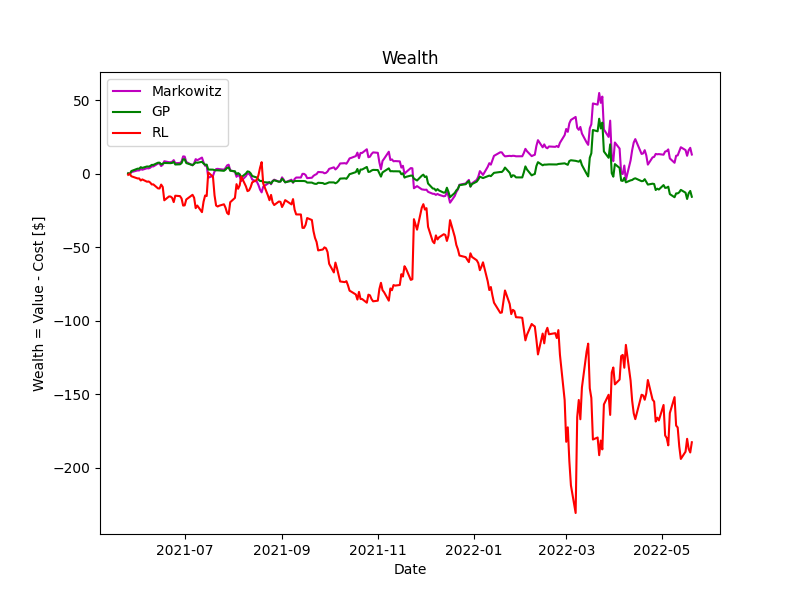 Wealth
Markowitz
GP
RL
50
0
−50
−100
−150
−200
Wealth = Value - Cost [$]
2021-07 2021-09 2021-11 2022-01 2022-03 2022-05
Date